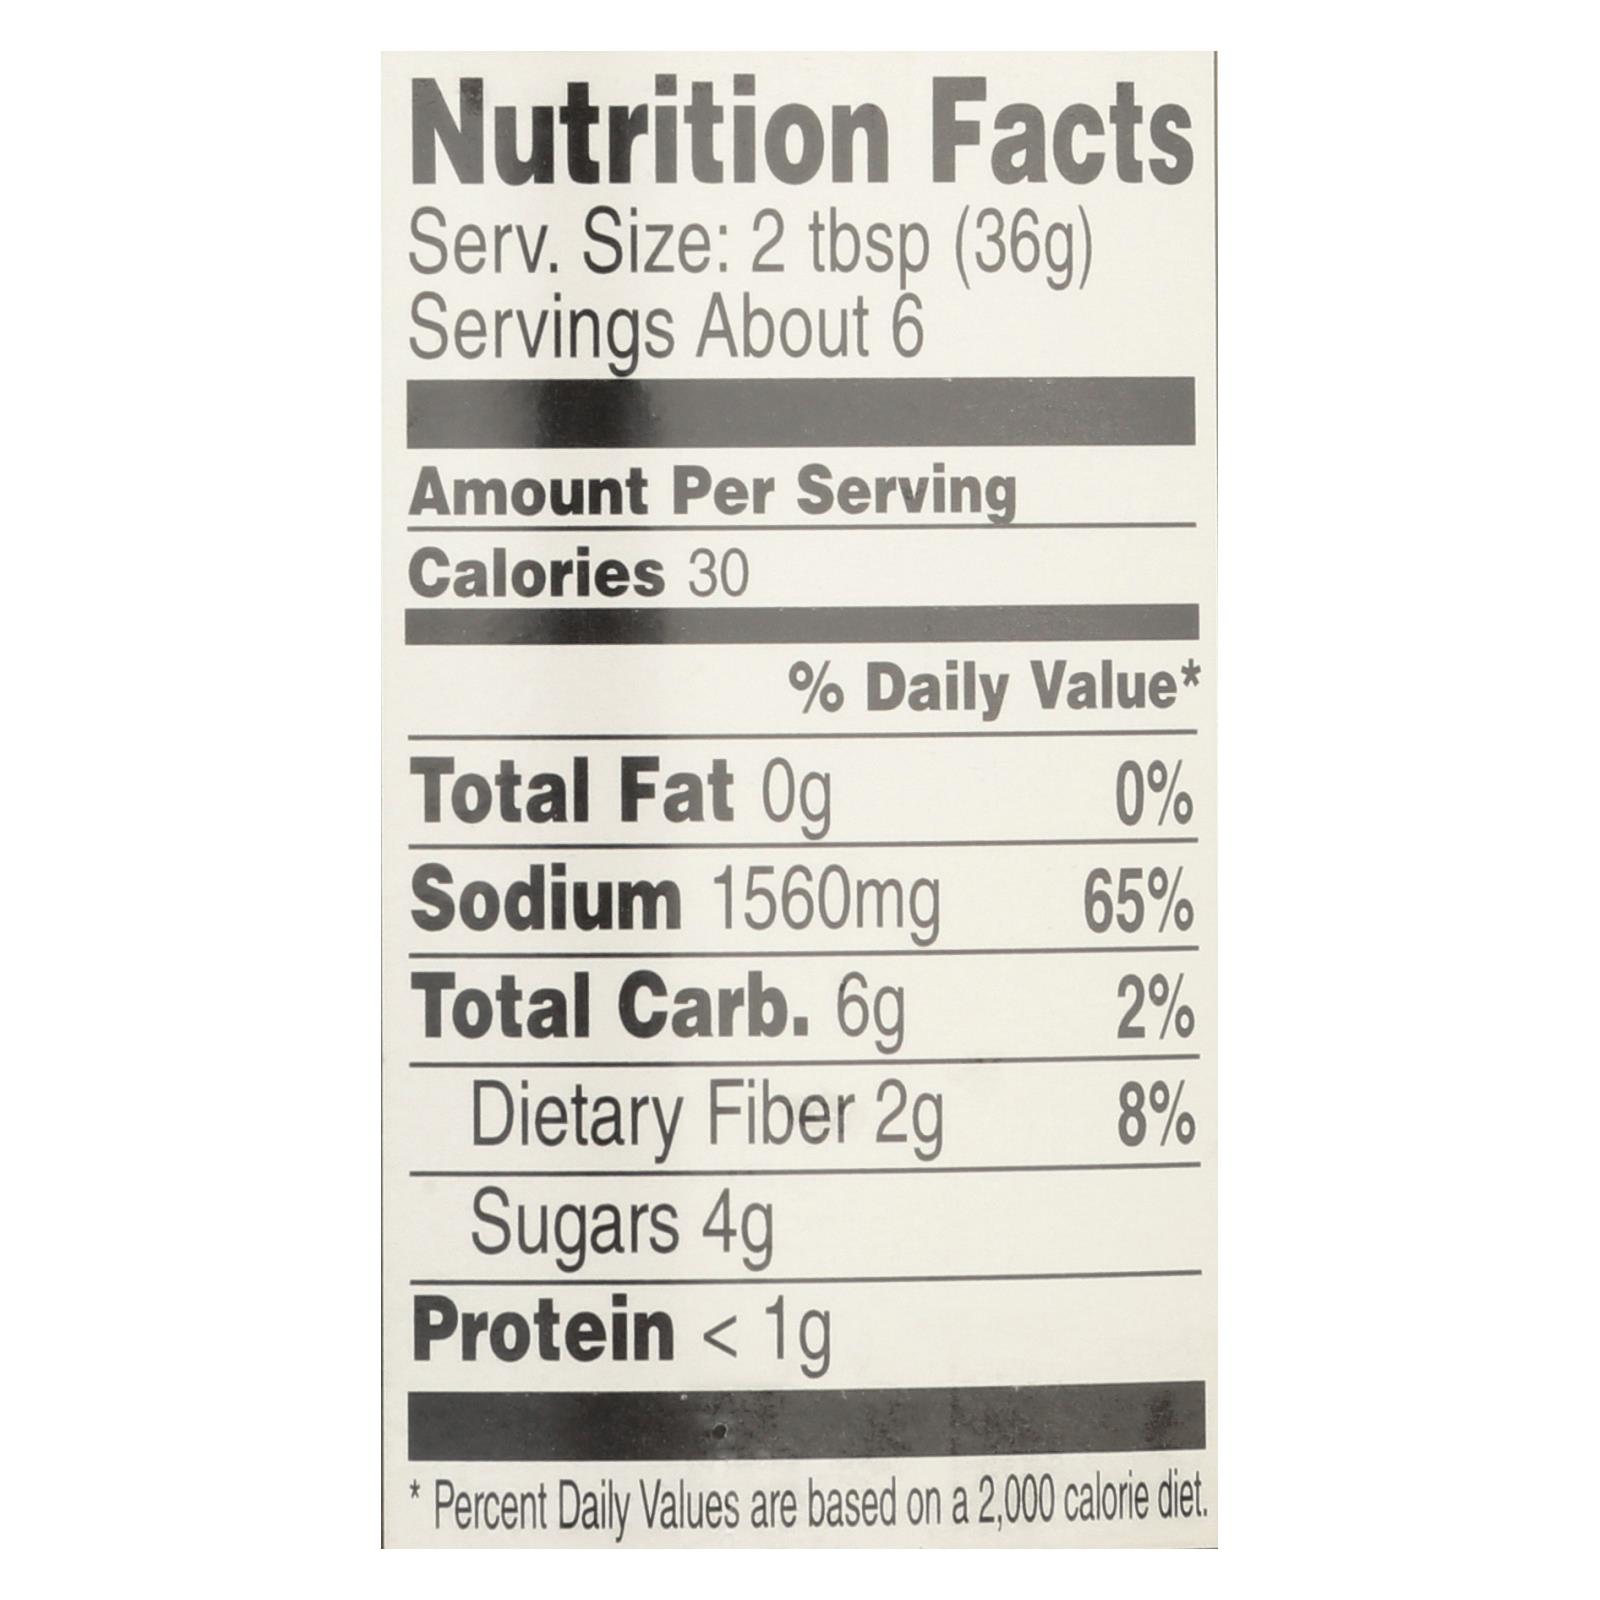 Nutrition Facts
Serv. Size: 2 tbsp (36g)
Servings About 6
Amount Per Serving
Calories 30
% Daily Value*
Total Fat 0g 0%
Sodium 1560mg 65%
Total Carb. 6g 2%
Dietary Fiber 2g 8%
Sugars 4g
Protein < 1g
* Percent Daily Values are based on a 2,000 calorie diet.